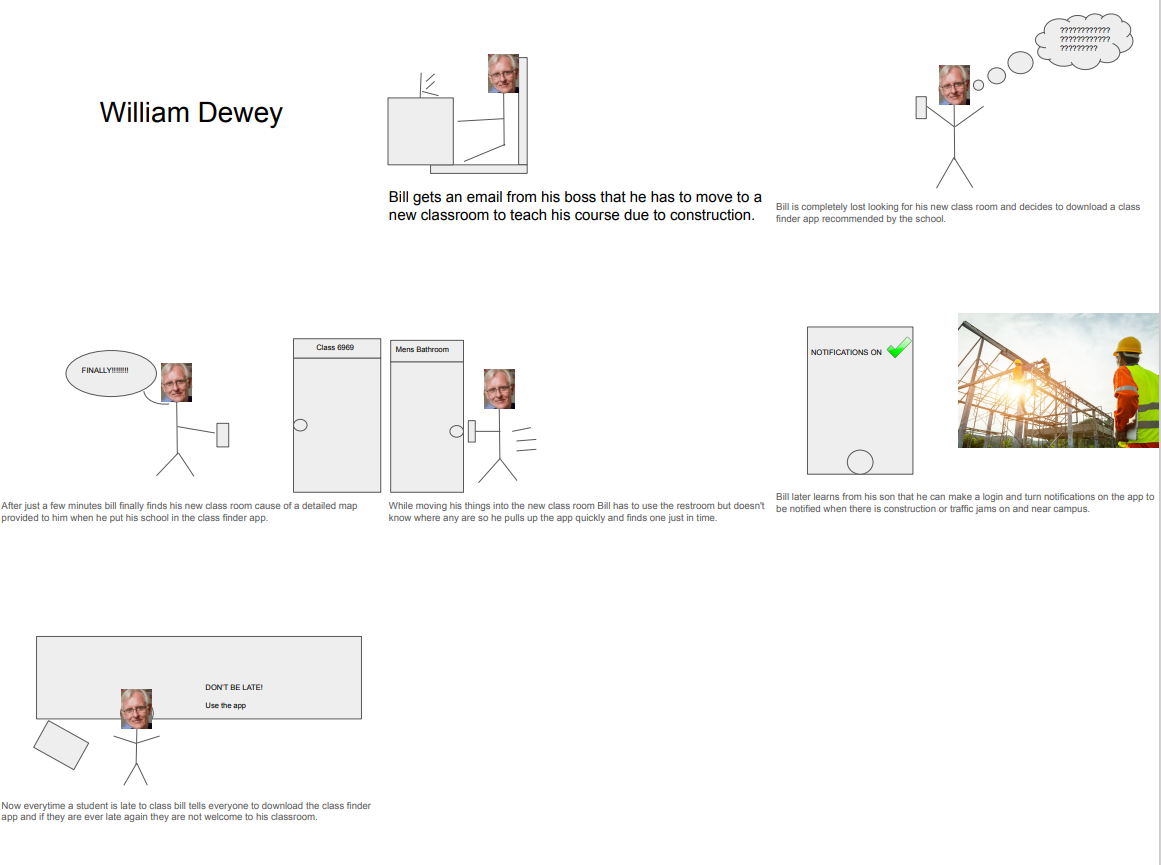 William Dewey
Bill gets an email from his boss that he has to move to a
new classroom to teach his course due to construction.
????????????
????????????
?????????
Bill is completely lost looking for his new class room and decides to download a class
finder app recommended by the school.
FINALLY!!!!!!!!
Class 6969
After just a few minutes bill finally finds his new class room cause of a detailed map
provided to him when he put his school in the class finder app.
Mens Bathroom
While moving his things into the new class room Bill has to use the restroom but doesn't
know where any are so he pulls up the app quickly and finds one just in time.
NOTIFICATIONS ON
Bill later learns from his son that he can make a login and turn notifications on the app to
be notified when there is construction or traffic jams on and near campus.
DON'T BE LATE!
Use the app
Now everytime a student is late to class bill tells everyone to download the class finder
app and if they are ever late again they are not welcome to his classroom.